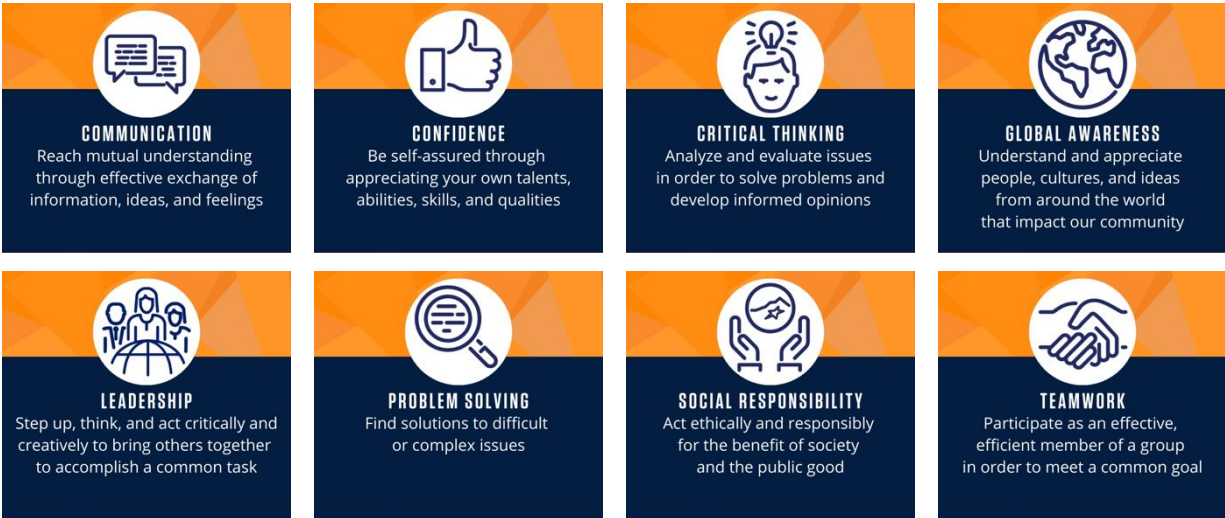 COMMUNICATION
Reach mutual understanding
through effective exchange of
information, ideas, and feelings
CONFIDENCE
Be self-assured through
appreciating your own talents,
abilities, skills, and qualities
CRITICAL THINKING
Analyze and evaluate issues
in order to solve problems and
develop informed opinions
GLOBAL AWARENESS
Understand and appreciate
people, cultures, and ideas
from around the world
that impact our community
LEADERSHIP
Step up, think, and act critically and
creatively to bring others together
to accomplish a common task
PROBLEM SOLVING
Find solutions to difficult
or complex issues
SOCIAL RESPONSIBILITY
Act ethically and responsibly
for the benefit of society
and the public good
TEAMWORK
Participate as an effective,
efficient member of a group
in order to meet a common goal